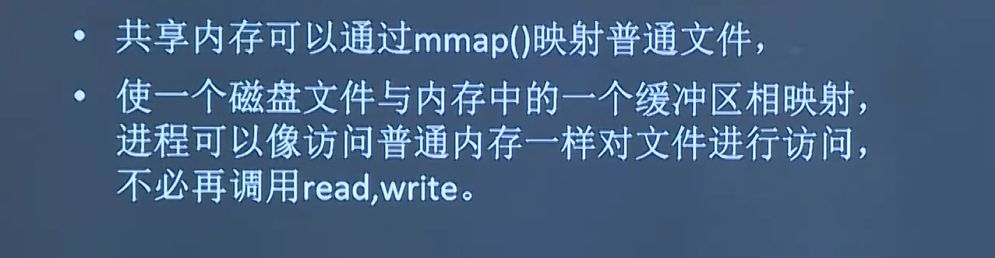 • 共享内存可以通过mmap()映射普通文件，
• 使一个磁盘文件与内存中的一个缓冲区相映射，
进程可以像访问普通内存一样对文件进行访问，
不必再调用read,write。